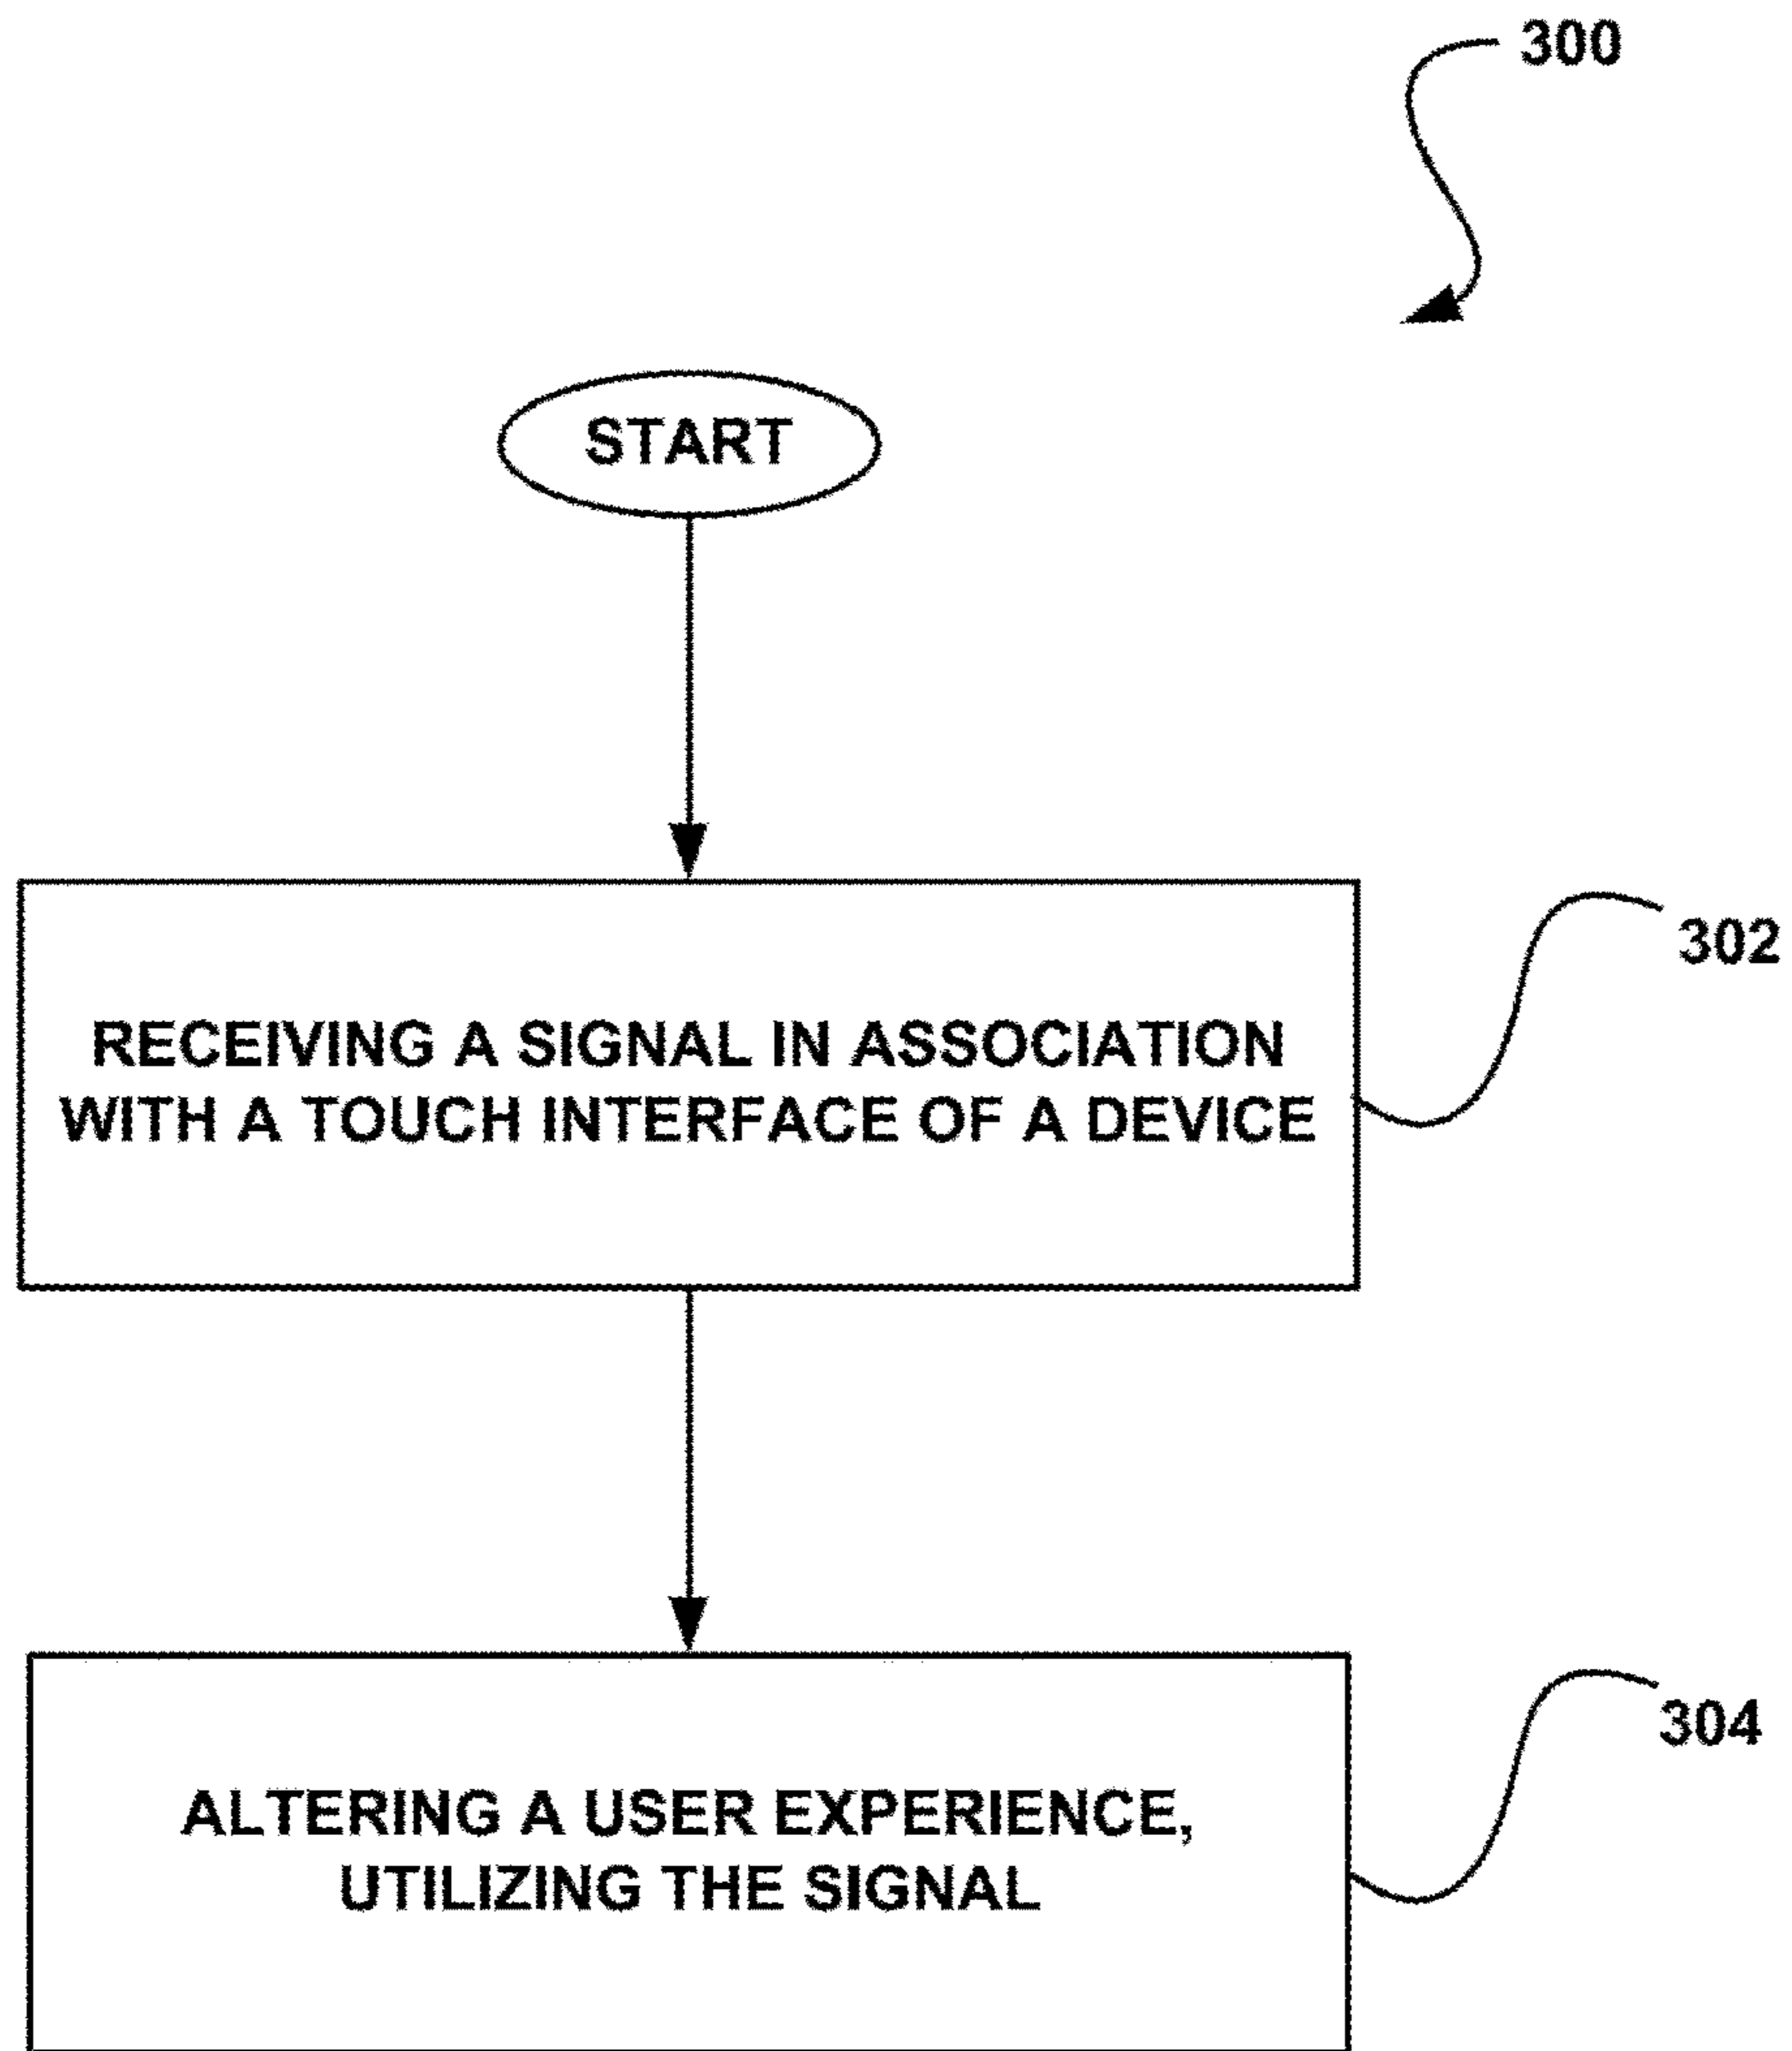 300
START
302
RECEIVING A SIGNAL IN ASSOCIATION
WITH A TOUCH INTERFACE OF A DEVICE
304
ALTERING A USER EXPERIENCE,
UTILIZING THE SIGNAL